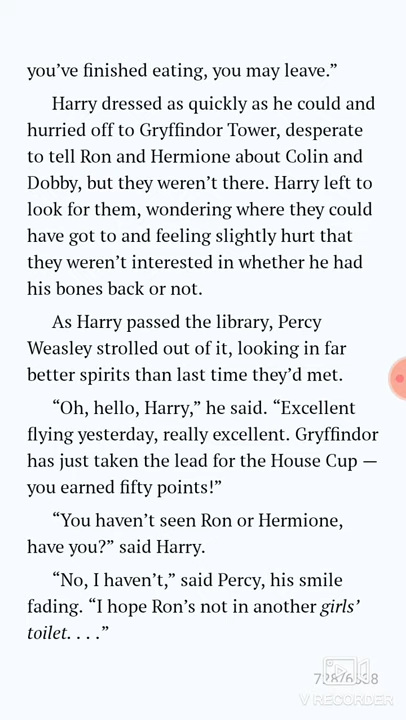 you’ve finished eating, you may leave.”
Harry dressed as quickly as he could and
hurried off to Gryffindor Tower, desperate
to tell Ron and Hermione about Colin and
Dobby, but they weren’t there. Harry left to
look for them, wondering where they could
have got to and feeling slightly hurt that
they weren’t interested in whether he had
his bones back or not.
As Harry passed the library, Percy
Weasley strolled out of it, looking in far
better spirits than last time they’d met.
“Oh, hello, Harry,” he said. “Excellent
flying yesterday, really excellent. Gryffindor
has just taken the lead for the House Cup —
you earned fifty points!”
“You haven’t seen Ron or Hermione,
have you?” said Harry.
“No, I haven’t,” said Percy, his smile
fading. “I hope Ron’s not in another girls’
toilet. . . .”
V RECORDER